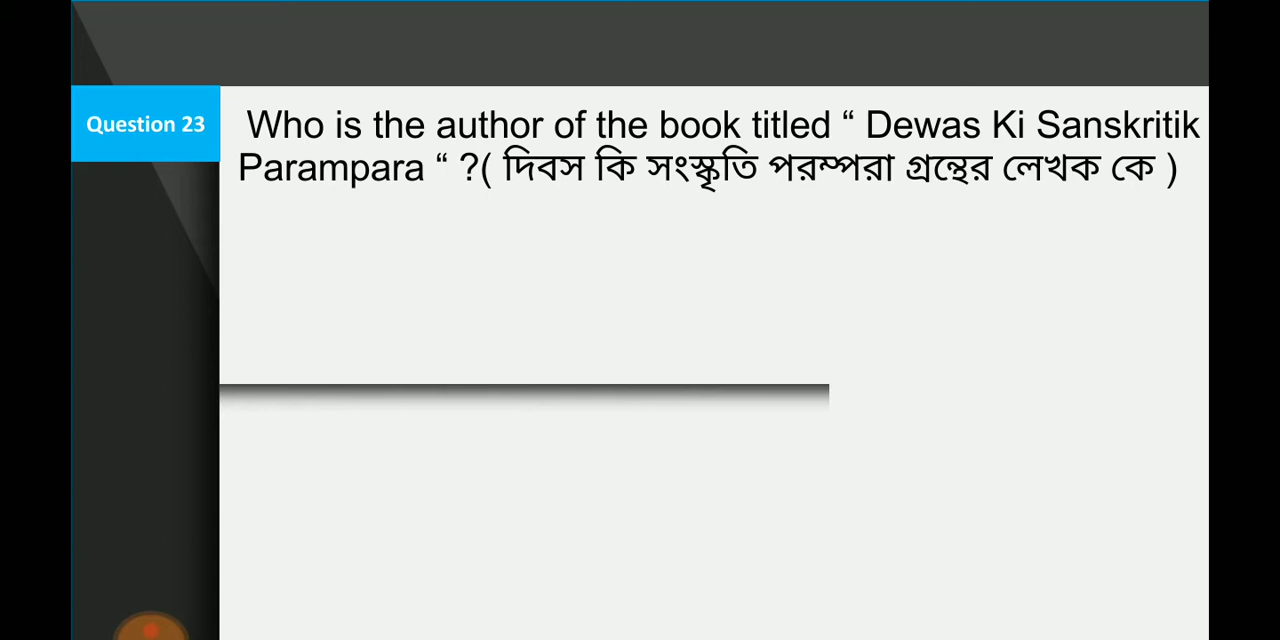 Question 23
Who is the author of the book titled “ Dewas Ki Sanskritik
Parampara “ ?( দিবস কি সংস্কৃতি পরম্পরা গ্রন্থের লেখক কে )